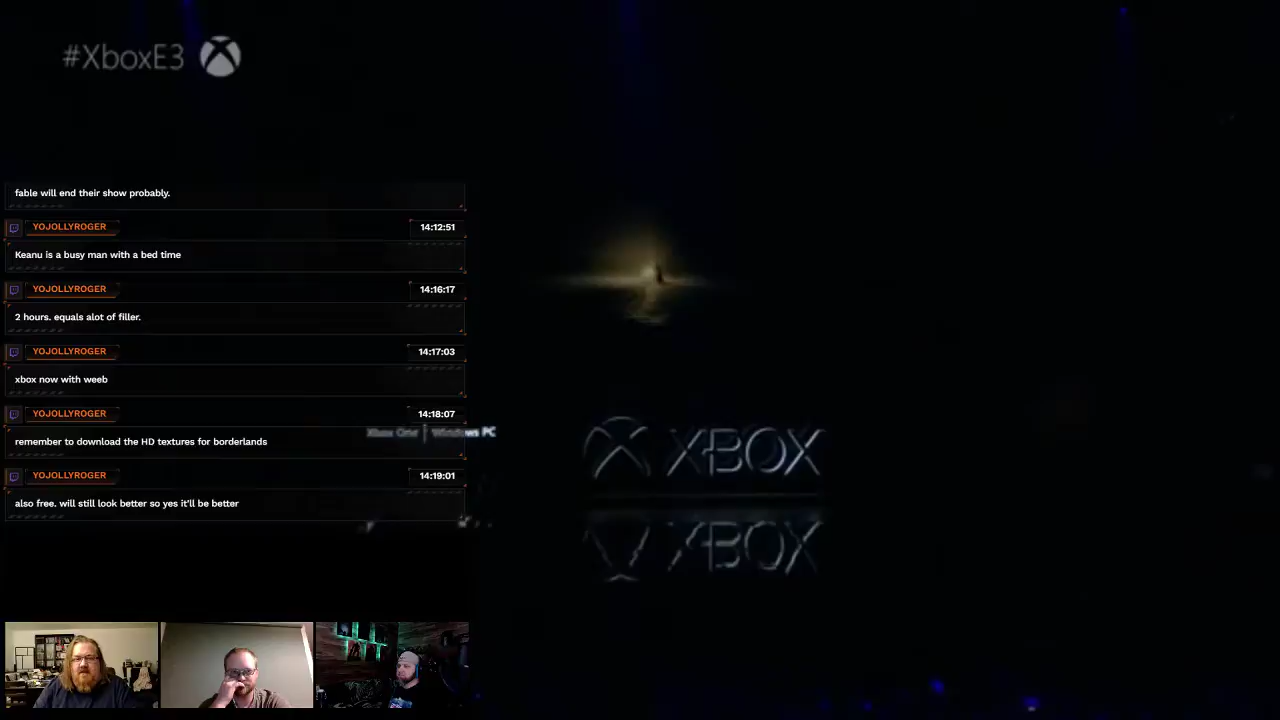 #XboxE3
fable will end their show probably.
YOJOLLYROGER 14:12:51
Keanu is a busy man with a bed time
YOJOLLYROGER 14:16:17
2 hours. equals alot of filler.
YOJOLLYROGER 14:17:03
xbox now with weeb
YOJOLLYROGER 14:18:07
remember to download the HD textures for borderlands
Xbox One | Windows PC
YOJOLLYROGER 14:19:01
also free. will still look better so yes it'll be better
XBOX